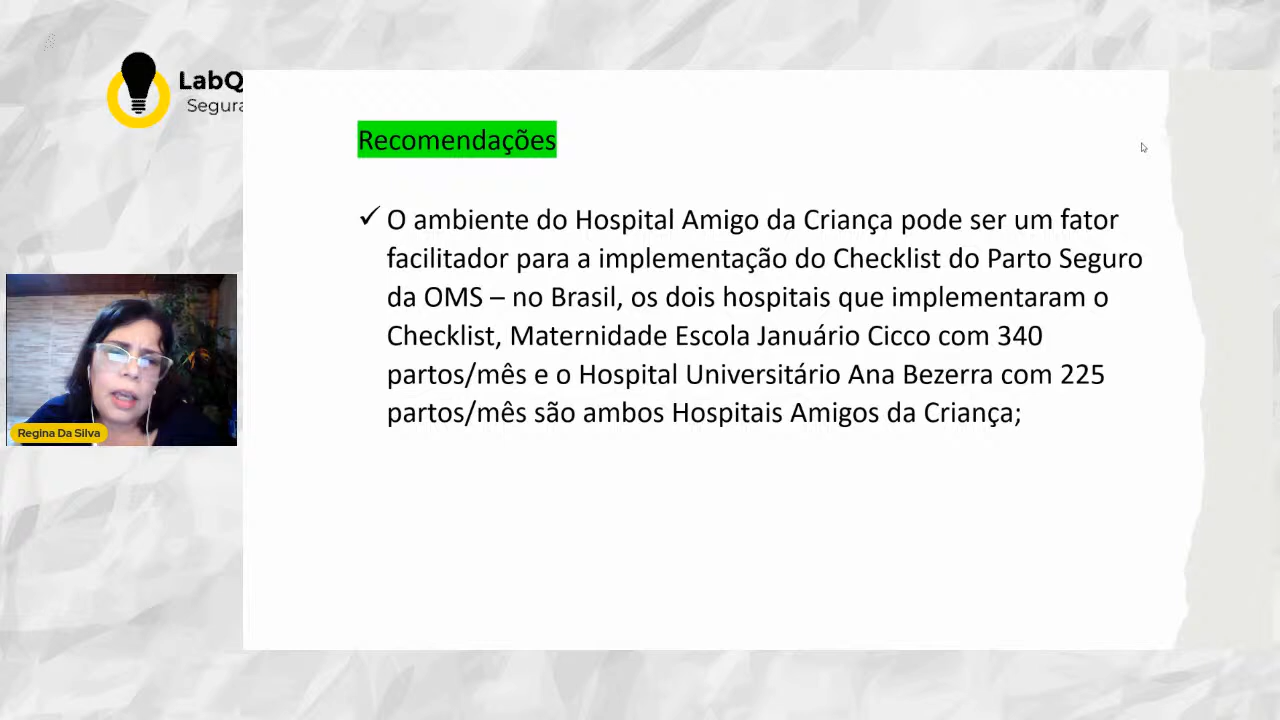 LabQ
Segura
Recomendações
✓ O ambiente do Hospital Amigo da Criança pode ser um fator
facilitador para a implementação do Checklist do Parto Seguro
da OMS – no Brasil, os dois hospitais que implementaram o
Checklist, Maternidade Escola Januário Cicco com 340
partos/mês e o Hospital Universitário Ana Bezerra com 225
partos/mês são ambos Hospitais Amigos da Criança;
Regina Da Silva